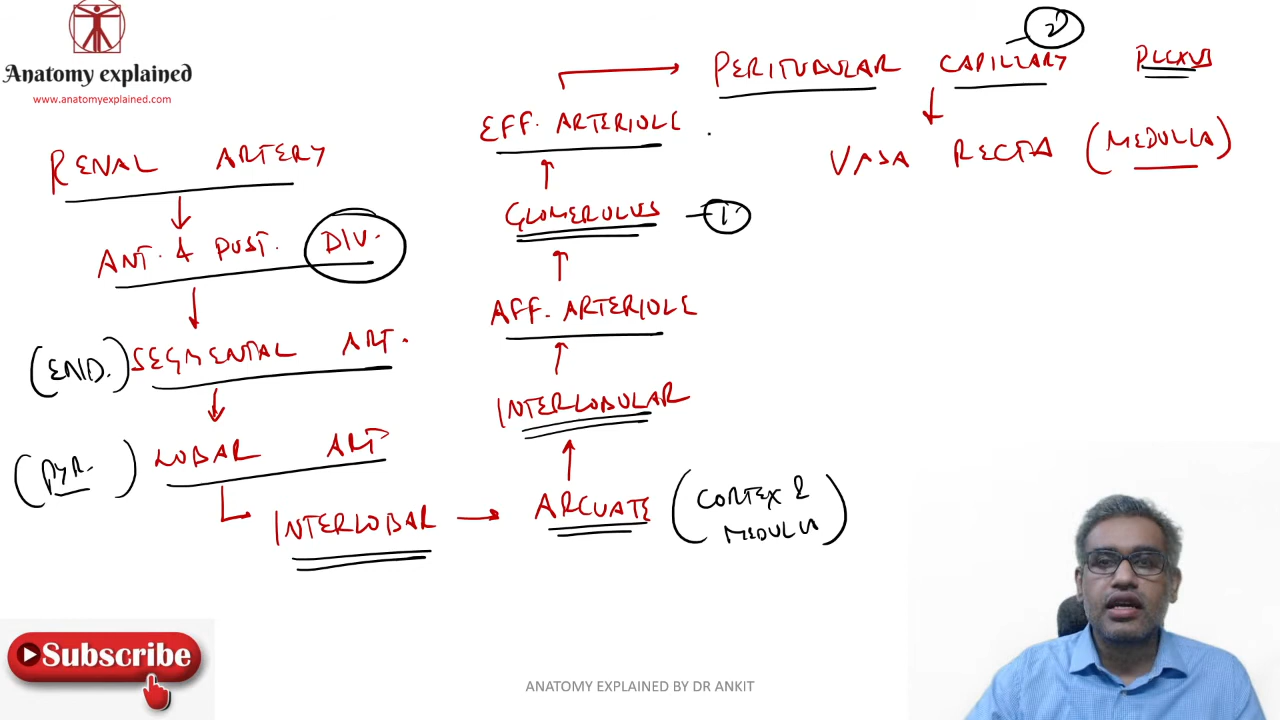 Anatomy explained
www.anatomyexplained.com
RENAL ARTERY
ANT. & POST. DIV.
(END.) SEGMENTAL ART.
(PYR.) LOBAR ART
INTERLOBAR
ARCUATE (CORTEX &
MEDULLA)
INTERLOBULAR
AFF. ARTERIOLE
GLOMERULUS 1'
EFF. ARTERIOLE
PERITUBULAR CAPILLARY PLEXUS
2'
VASA RECTA (MEDULLA)
Subscribe
ANATOMY EXPLAINED BY DR ANKIT